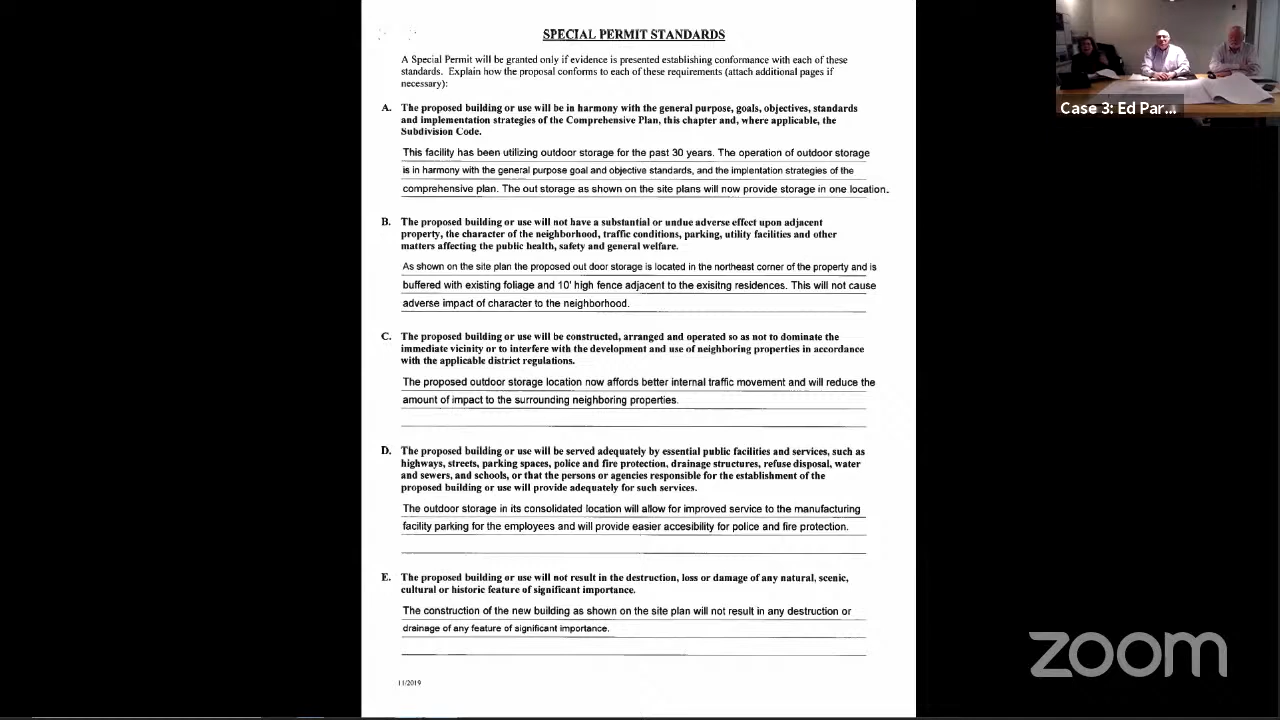 SPECIAL PERMIT STANDARDS
A Special Permit will be granted only if evidence is presented establishing conformance with each of these
standards. Explain how the proposal conforms to each of these requirements (attach additional pages if
necessary):
A. The proposed building or use will be in harmony with the general purpose, goals, objectives, standards
and implementation strategies of the Comprehensive Plan, this chapter and, where applicable, the
Subdivision Code.
This facility has been utilizing outdoor storage for the past 30 years. The operation of outdoor storage
is in harmony with the general purpose goal and objective standards, and the implentation strategies of the
comprehensive plan. The out storage as shown on the site plans will now provide storage in one location.
B. The proposed building or use will not have a substantial or undue adverse effect upon adjacent
property, the character of the neighborhood, traffic conditions, parking, utility facilities and other
matters affecting the public health, safety and general welfare.
As shown on the site plan the proposed out door storage is located in the northeast corner of the property and is
buffered with existing foliage and 10' high fence adjacent to the exisitng residences. This will not cause
adverse impact of character to the neighborhood.
C. The proposed building or use will be constructed, arranged and operated so as not to dominate the
immediate vicinity or to interfere with the development and use of neighboring properties in accordance
with the applicable district regulations.
The proposed outdoor storage location now affords better internal traffic movement and will reduce the
amount of impact to the surrounding neighboring properties.
D. The proposed building or use will be served adequately by essential public facilities and services, such as
highways, streets, parking spaces, police and fire protection, drainage structures, refuse disposal, water
and sewers, and schools, or that the persons or agencies responsible for the establishment of the
proposed building or use will provide adequately for such services.
The outdoor storage in its consolidated location will allow for improved service to the manufacturing
facility parking for the employees and will provide easier accesibility for police and fire protection.
E. The proposed building or use will not result in the destruction, loss or damage of any natural, scenic,
cultural or historic feature of significant importance.
The construction of the new building as shown on the site plan will not result in any destruction or
drainage of any feature of significant importance.
11/2019
Case 3: Ed Par...
zoom